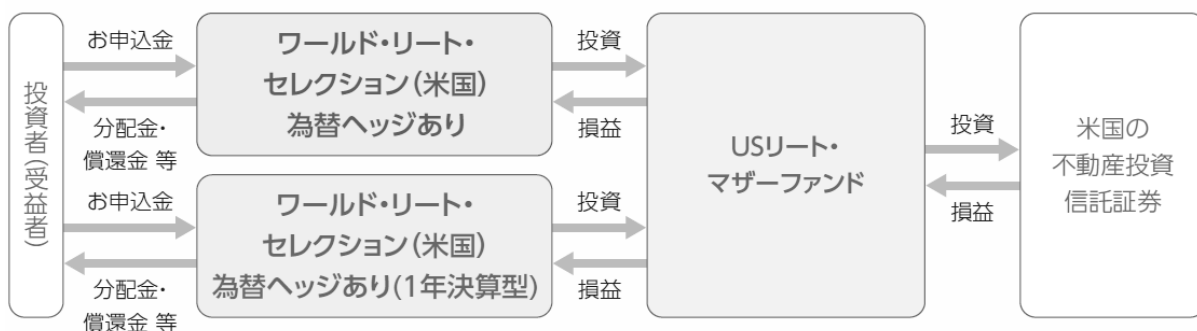 投資者(受益者)
お申込金
分配金・
償還金 等
ワールド・リート・
セレクション(米国)
為替ヘッジあり
投資
損益
お申込金
分配金・
償還金 等
ワールド・リート・
セレクション(米国)
為替ヘッジあり(1年決算型)
投資
損益
USリート・
マザーファンド
投資
損益
米国の
不動産投資
信託証券